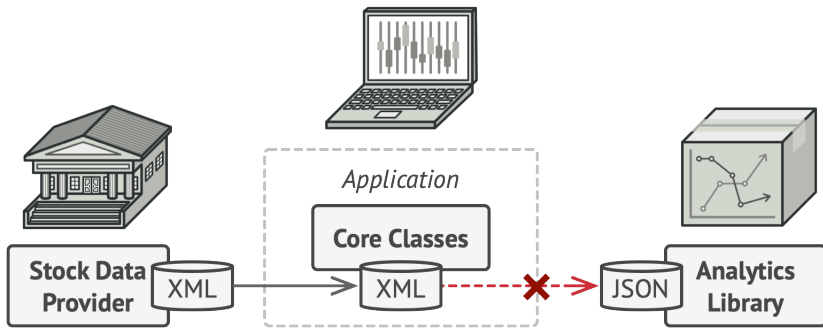 Application
Core Classes
Stock Data
Provider
XML
XML
JSON
Analytics
Library